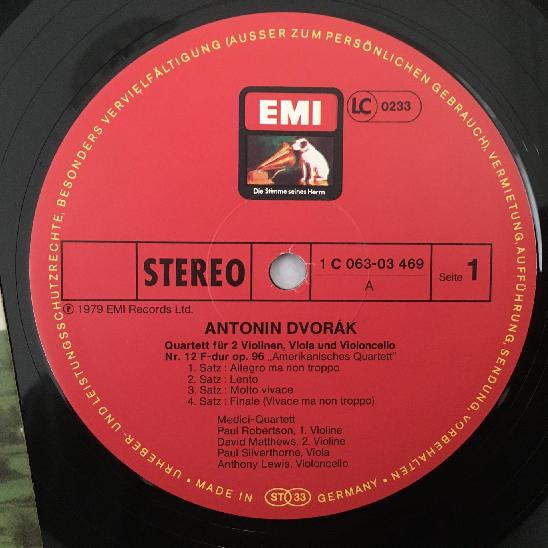 URHEBER- UND LEISTUNGSSCHUTZRECHTE, BESONDERS VERVIELFÄLTIGUNG (AUSSER ZUM PERSÖNLICHEN GEBRAUCH), VERMIETUNG, AUFFÜHRUNG, SENDUNG, VORBEHALTEN •
EMI
LC 0233
Die Stimme seines Herrn
STEREO
1 C 063-03 469
A
Seite 1
℗ 1979 EMI Records Ltd.
ANTONIN DVORÁK
Quartett für 2 Violinen, Viola und Violoncello
Nr. 12 F-dur op. 96 „Amerikanisches Quartett"
1. Satz: Allegro ma non troppo
2. Satz: Lento
3. Satz: Molto vivace
4. Satz: Finale (Vivace ma non troppo)
Medici-Quartett
Paul Robertson, 1. Violine
David Matthews, 2. Violine
Paul Silverthorne, Viola
Anthony Lewis, Violoncello
• MADE IN STO33 GERMANY •